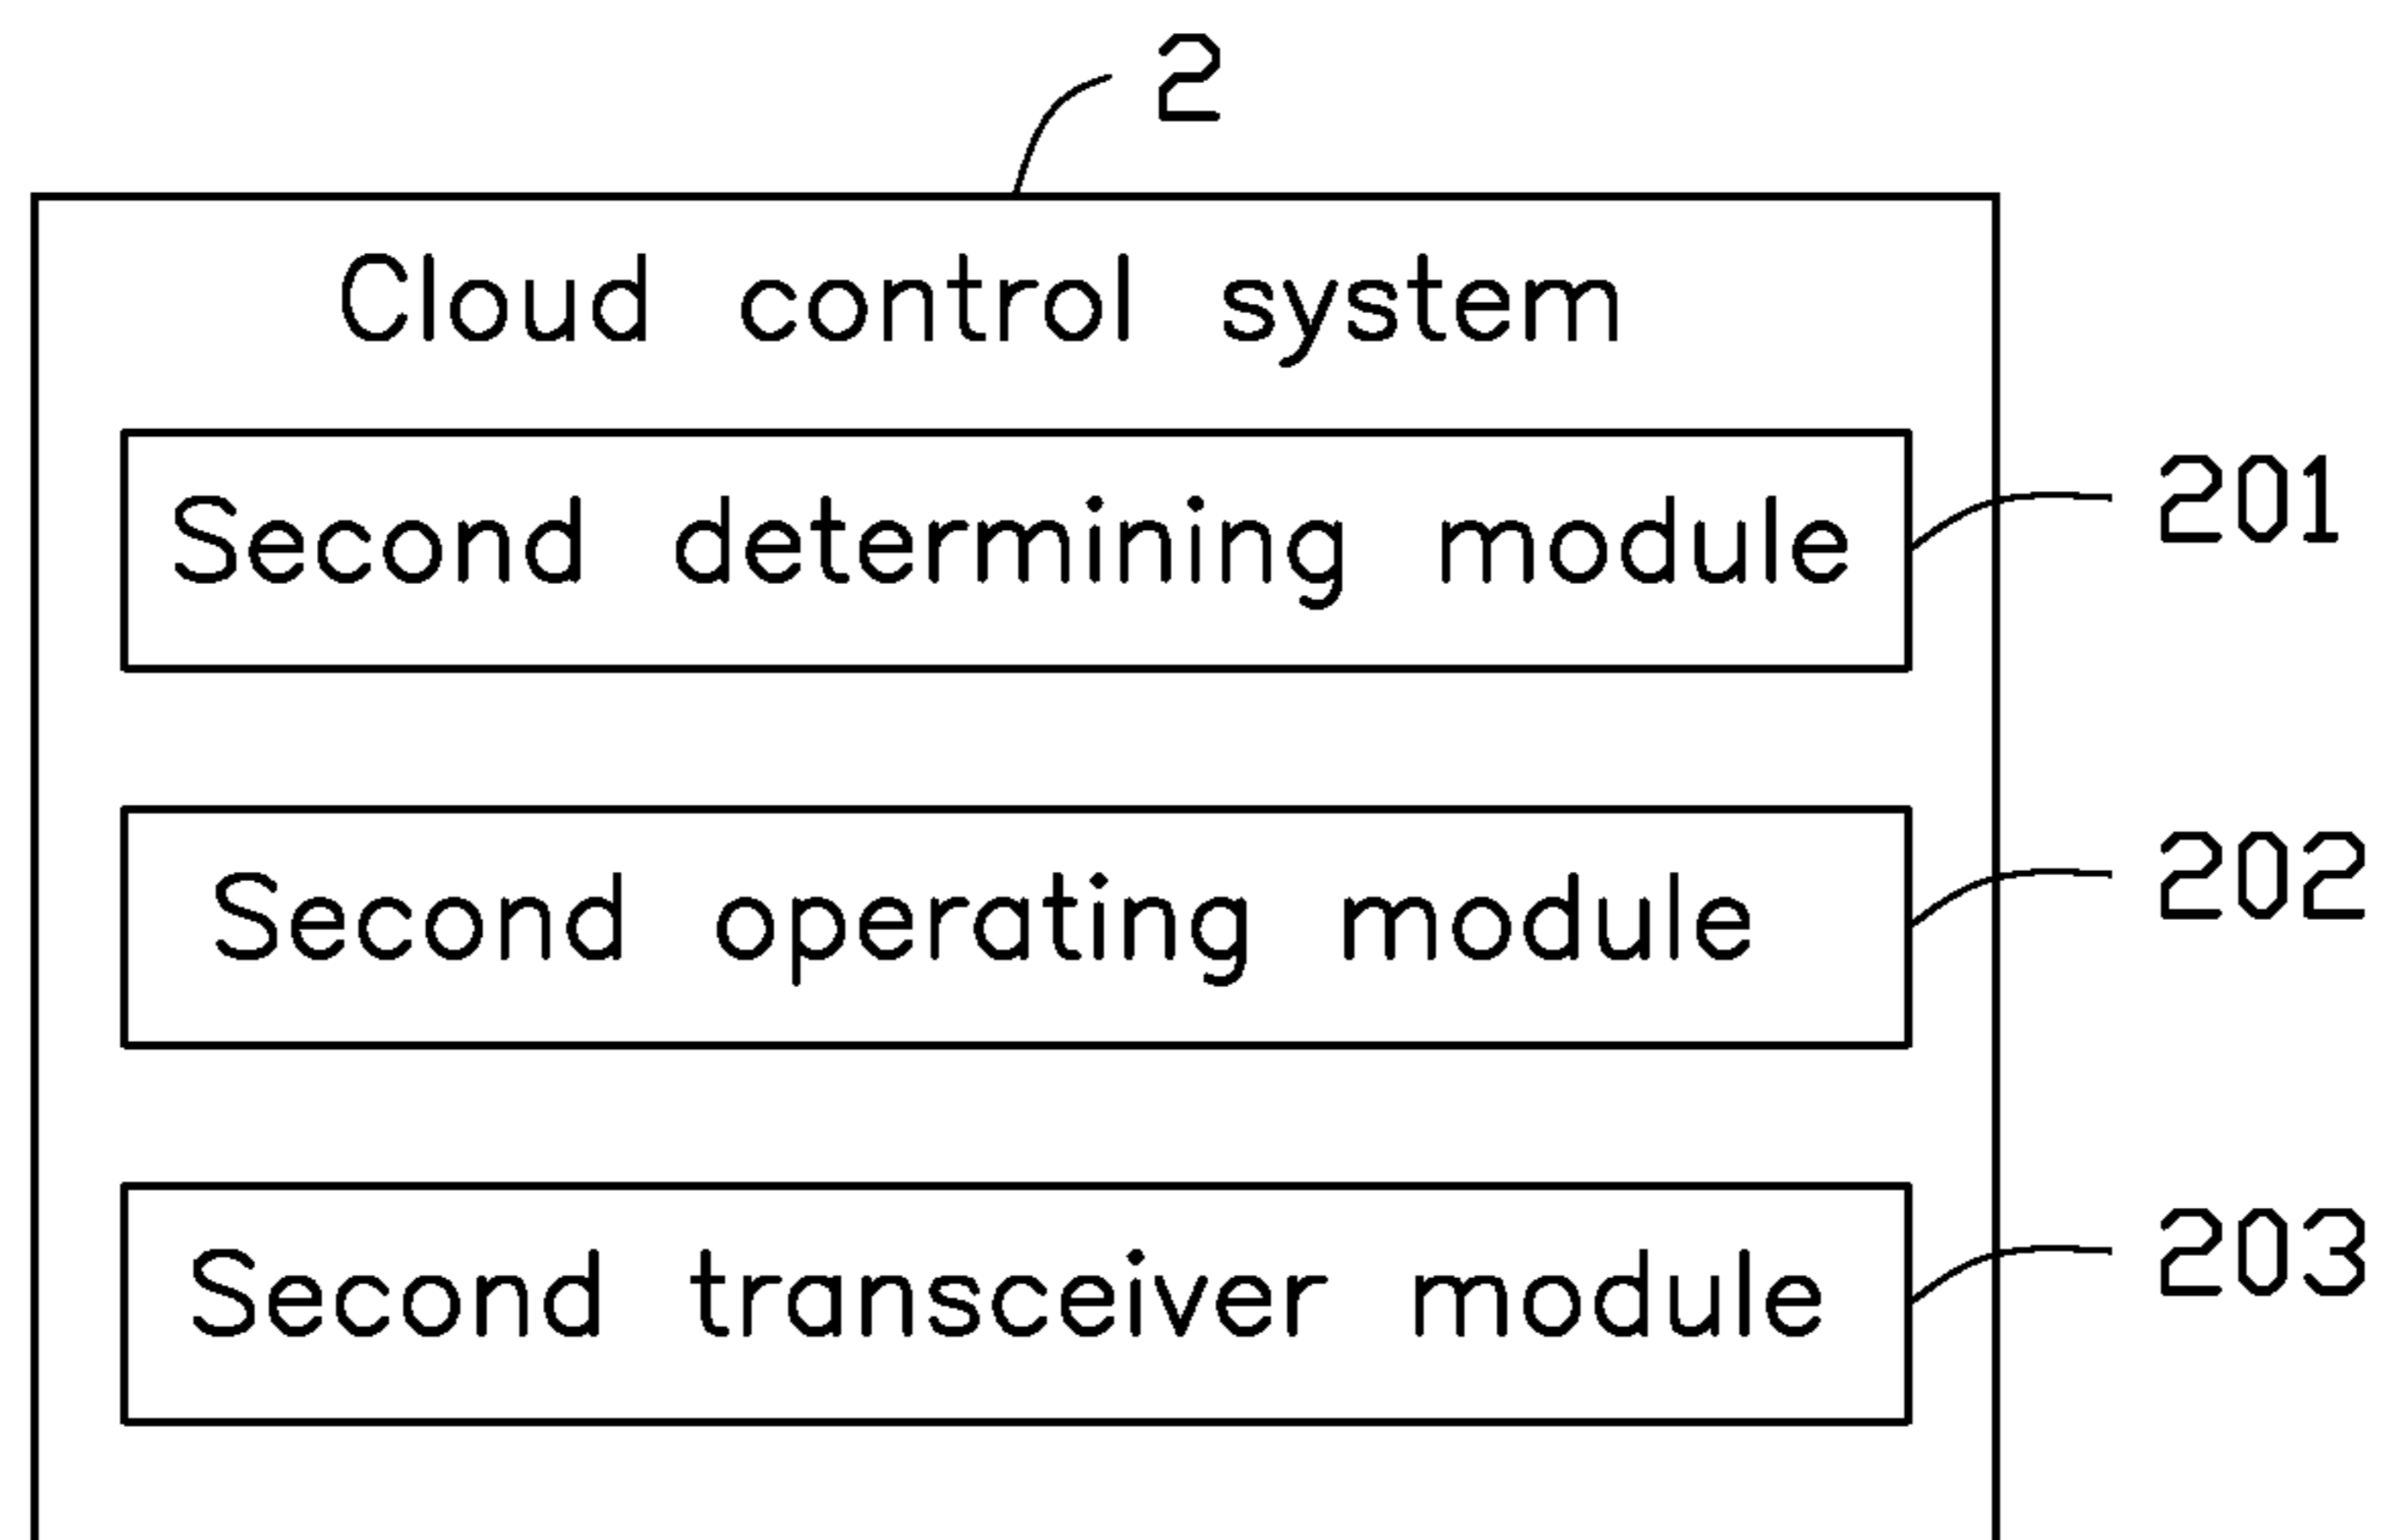 2
Cloud control system
Second determining module 201
Second operating module 202
Second transceiver module 203